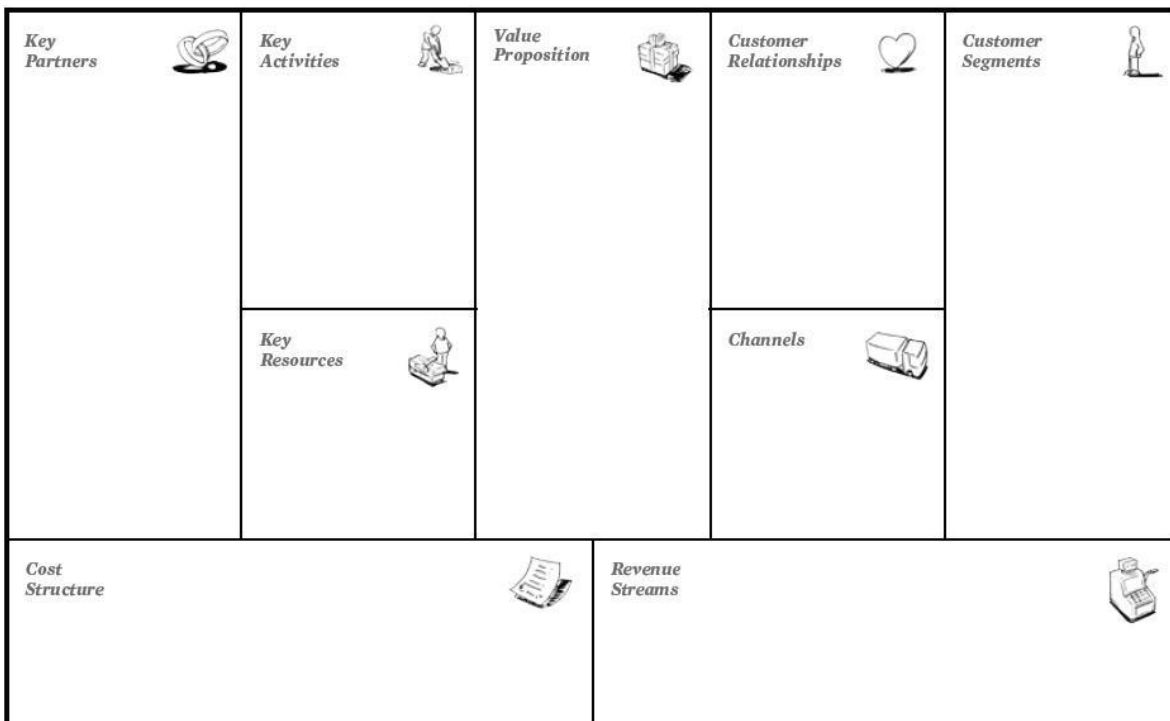 Key
Partners
Key
Activities
Value
Proposition
Customer
Relationships
Customer
Segments
Key
Resources
Channels
Cost
Structure
Revenue
Streams